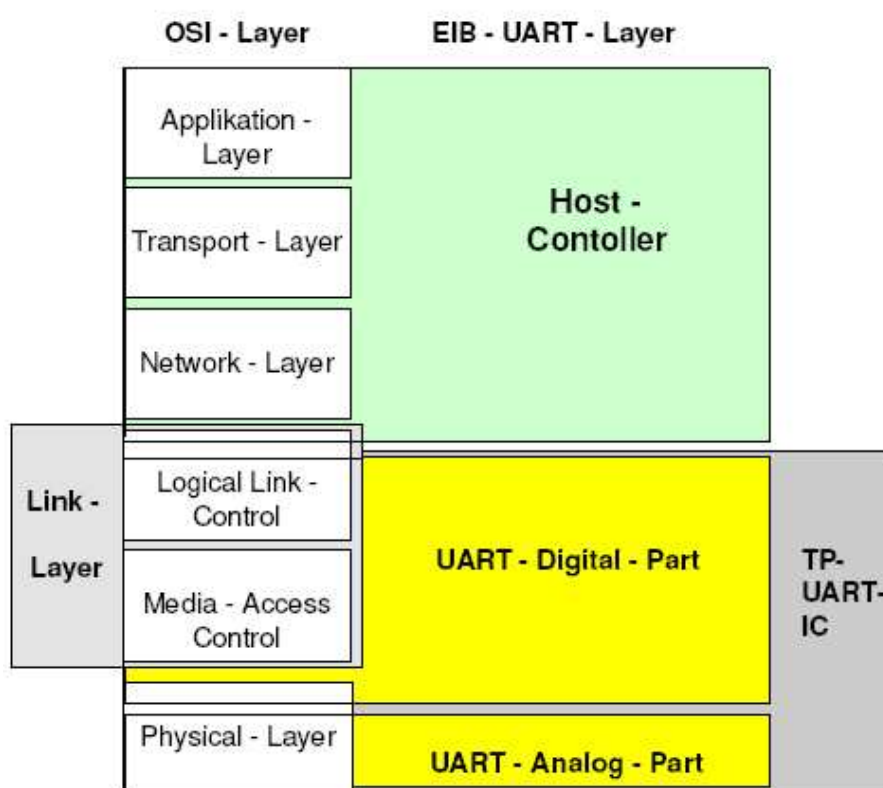 OSI - Layer
EIB - UART - Layer
Applikation -
Layer
Host -
Contoller
Transport - Layer
Network - Layer
Link -
Layer
Logical Link -
Control
Media - Access
Control
UART - Digital - Part
TP-
UART-
IC
Physical - Layer
UART - Analog - Part